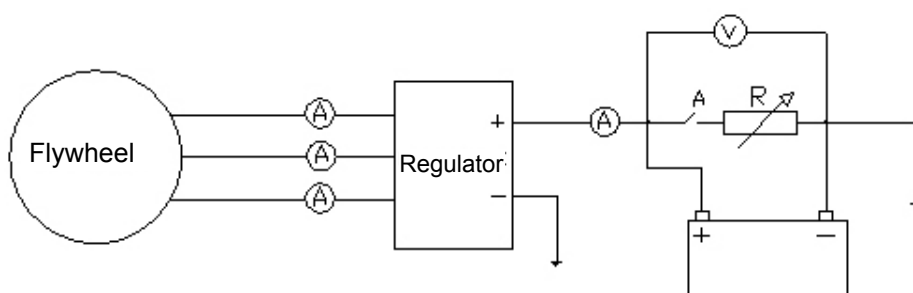 V
A R
A
A
+
Flywheel
A
Regulator
A
−
+ −